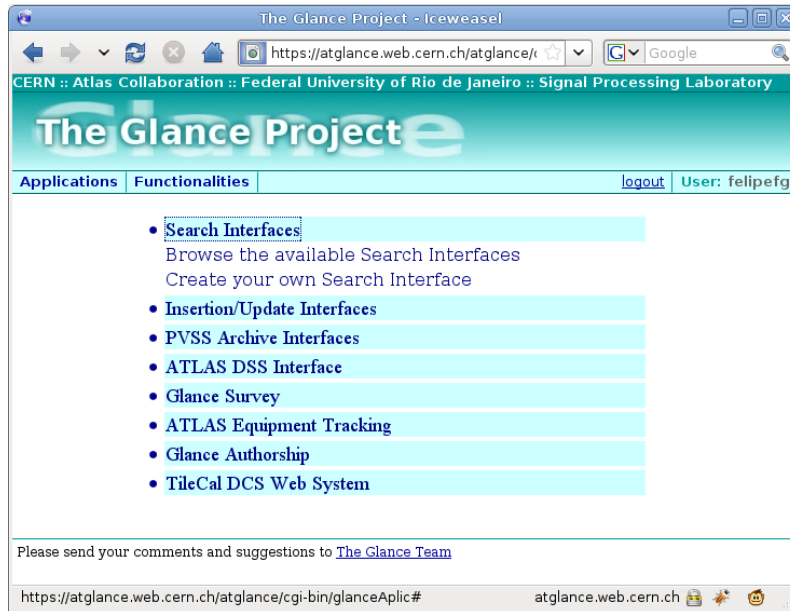 The Glance Project - Iceweasel
https://atglance.web.cern.ch/atglance/
Google
CERN :: Atlas Collaboration :: Federal University of Rio de Janeiro :: Signal Processing Laboratory
Glance
The Glance Project
Applications Functionalities logout User: felipefg
Search Interfaces
Browse the available Search Interfaces
Create your own Search Interface
Insertion/Update Interfaces
PVSS Archive Interfaces
ATLAS DSS Interface
Glance Survey
ATLAS Equipment Tracking
Glance Authorship
TileCal DCS Web System
Please send your comments and suggestions to The Glance Team
https://atglance.web.cern.ch/atglance/cgi-bin/glanceAplic# atglance.web.cern.ch